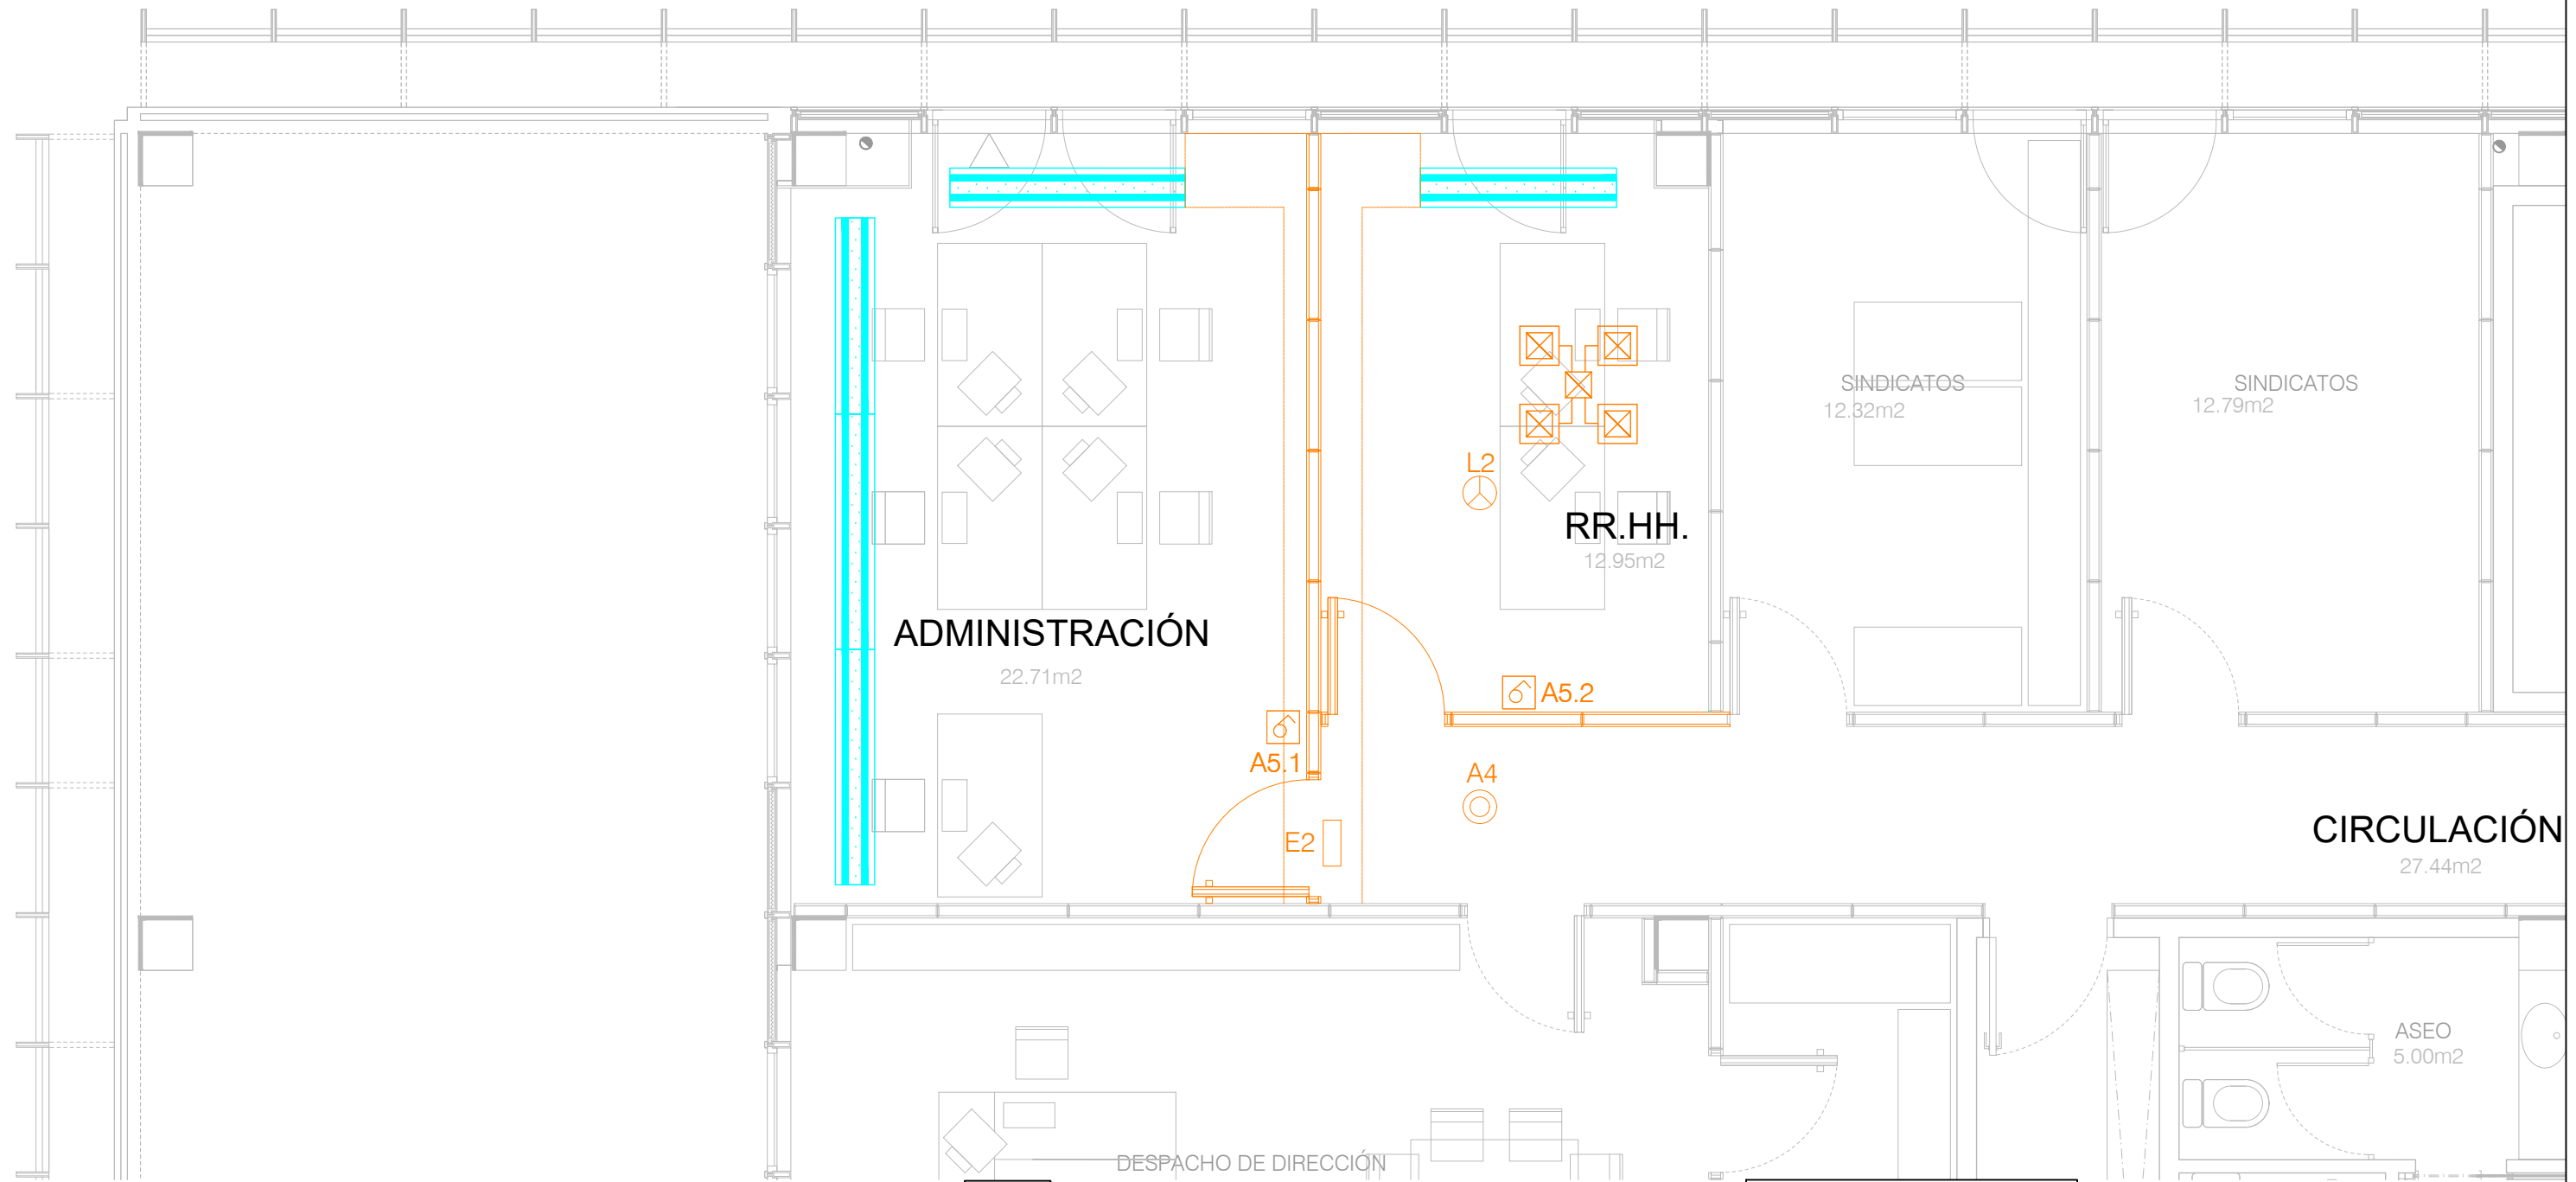 SINDICATOS
12.32m2
SINDICATOS
12.79m2
L2
RR.HH.
12.95m2
ADMINISTRACIÓN
22.71m2
A5.2
A5.1
A4
E2
CIRCULACIÓN
27.44m2
ASEO
5.00m2
DESPACHO DE DIRECCIÓN